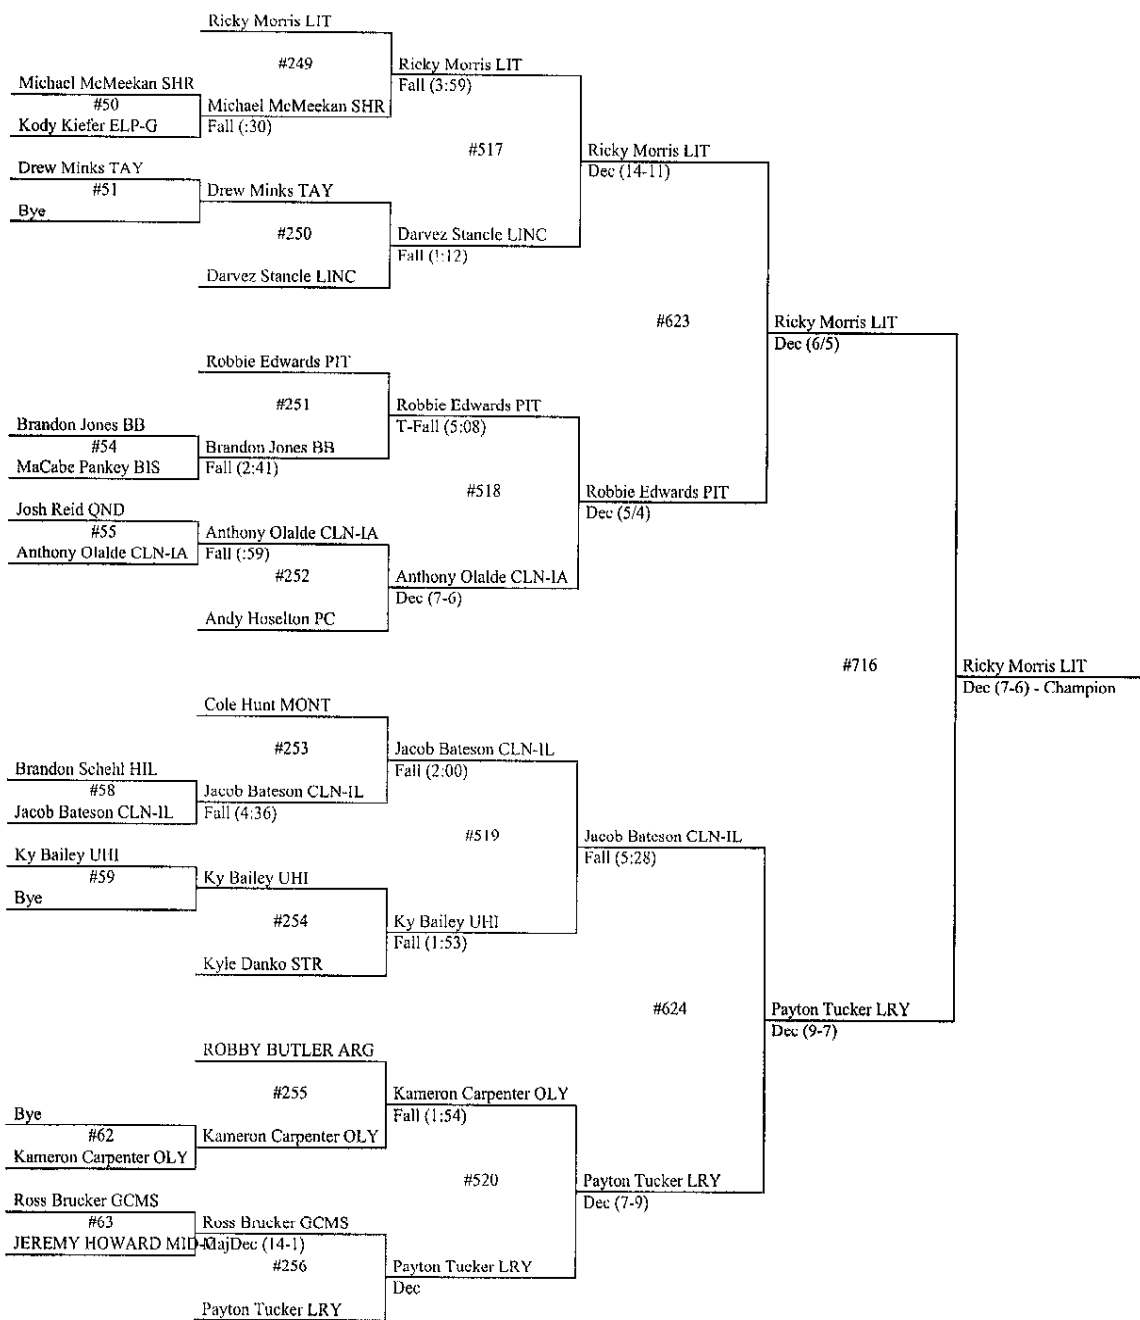 Ricky Morris LIT
#249
Ricky Morris LIT
Fall (3:59)
Michael McMeekan SHR
#50
Michael McMeekan SHR
Kody Kiefer ELP-G
Fall (:30)
#517
Ricky Morris LIT
Dec (14-11)
Drew Minks TAY
#51
Drew Minks TAY
Bye
#250
Darvez Stancle LINC
Fall (1:12)
Darvez Stancle LINC
#623
Ricky Morris LIT
Dec (6/5)
Robbie Edwards PIT
#251
Robbie Edwards PIT
T-Fall (5:08)
Brandon Jones BB
#54
Brandon Jones BB
MaCabe Pankey BIS
Fall (2:41)
#518
Robbie Edwards PIT
Dec (5/4)
Josh Reid QND
#55
Anthony Olalde CLN-IA
Anthony Olalde CLN-IA
Fall (:59)
#252
Anthony Olalde CLN-IA
Dec (7-6)
Andy Hoselton PC
#716
Ricky Morris LIT
Dec (7-6) - Champion
Cole Hunt MONT
#253
Jacob Bateson CLN-IL
Fall (2:00)
Brandon Schehl HIL
#58
Jacob Bateson CLN-IL
Jacob Bateson CLN-IL
Fall (4:36)
#519
Jacob Bateson CLN-IL
Fall (5:28)
Ky Bailey UHI
#59
Ky Bailey UHI
Bye
#254
Ky Bailey UHI
Fall (1:53)
Kyle Danko STR
#624
Payton Tucker LRY
Dec (9-7)
ROBBY BUTLER ARG
#255
Kameron Carpenter OLY
Fall (1:54)
Bye
#62
Kameron Carpenter OLY
Kameron Carpenter OLY
#520
Payton Tucker LRY
Dec (7-9)
Ross Brucker GCMS
#63
Ross Brucker GCMS
JEREMY HOWARD
MajDec (14-1)
#256
Payton Tucker LRY
Dec
Payton Tucker LRY